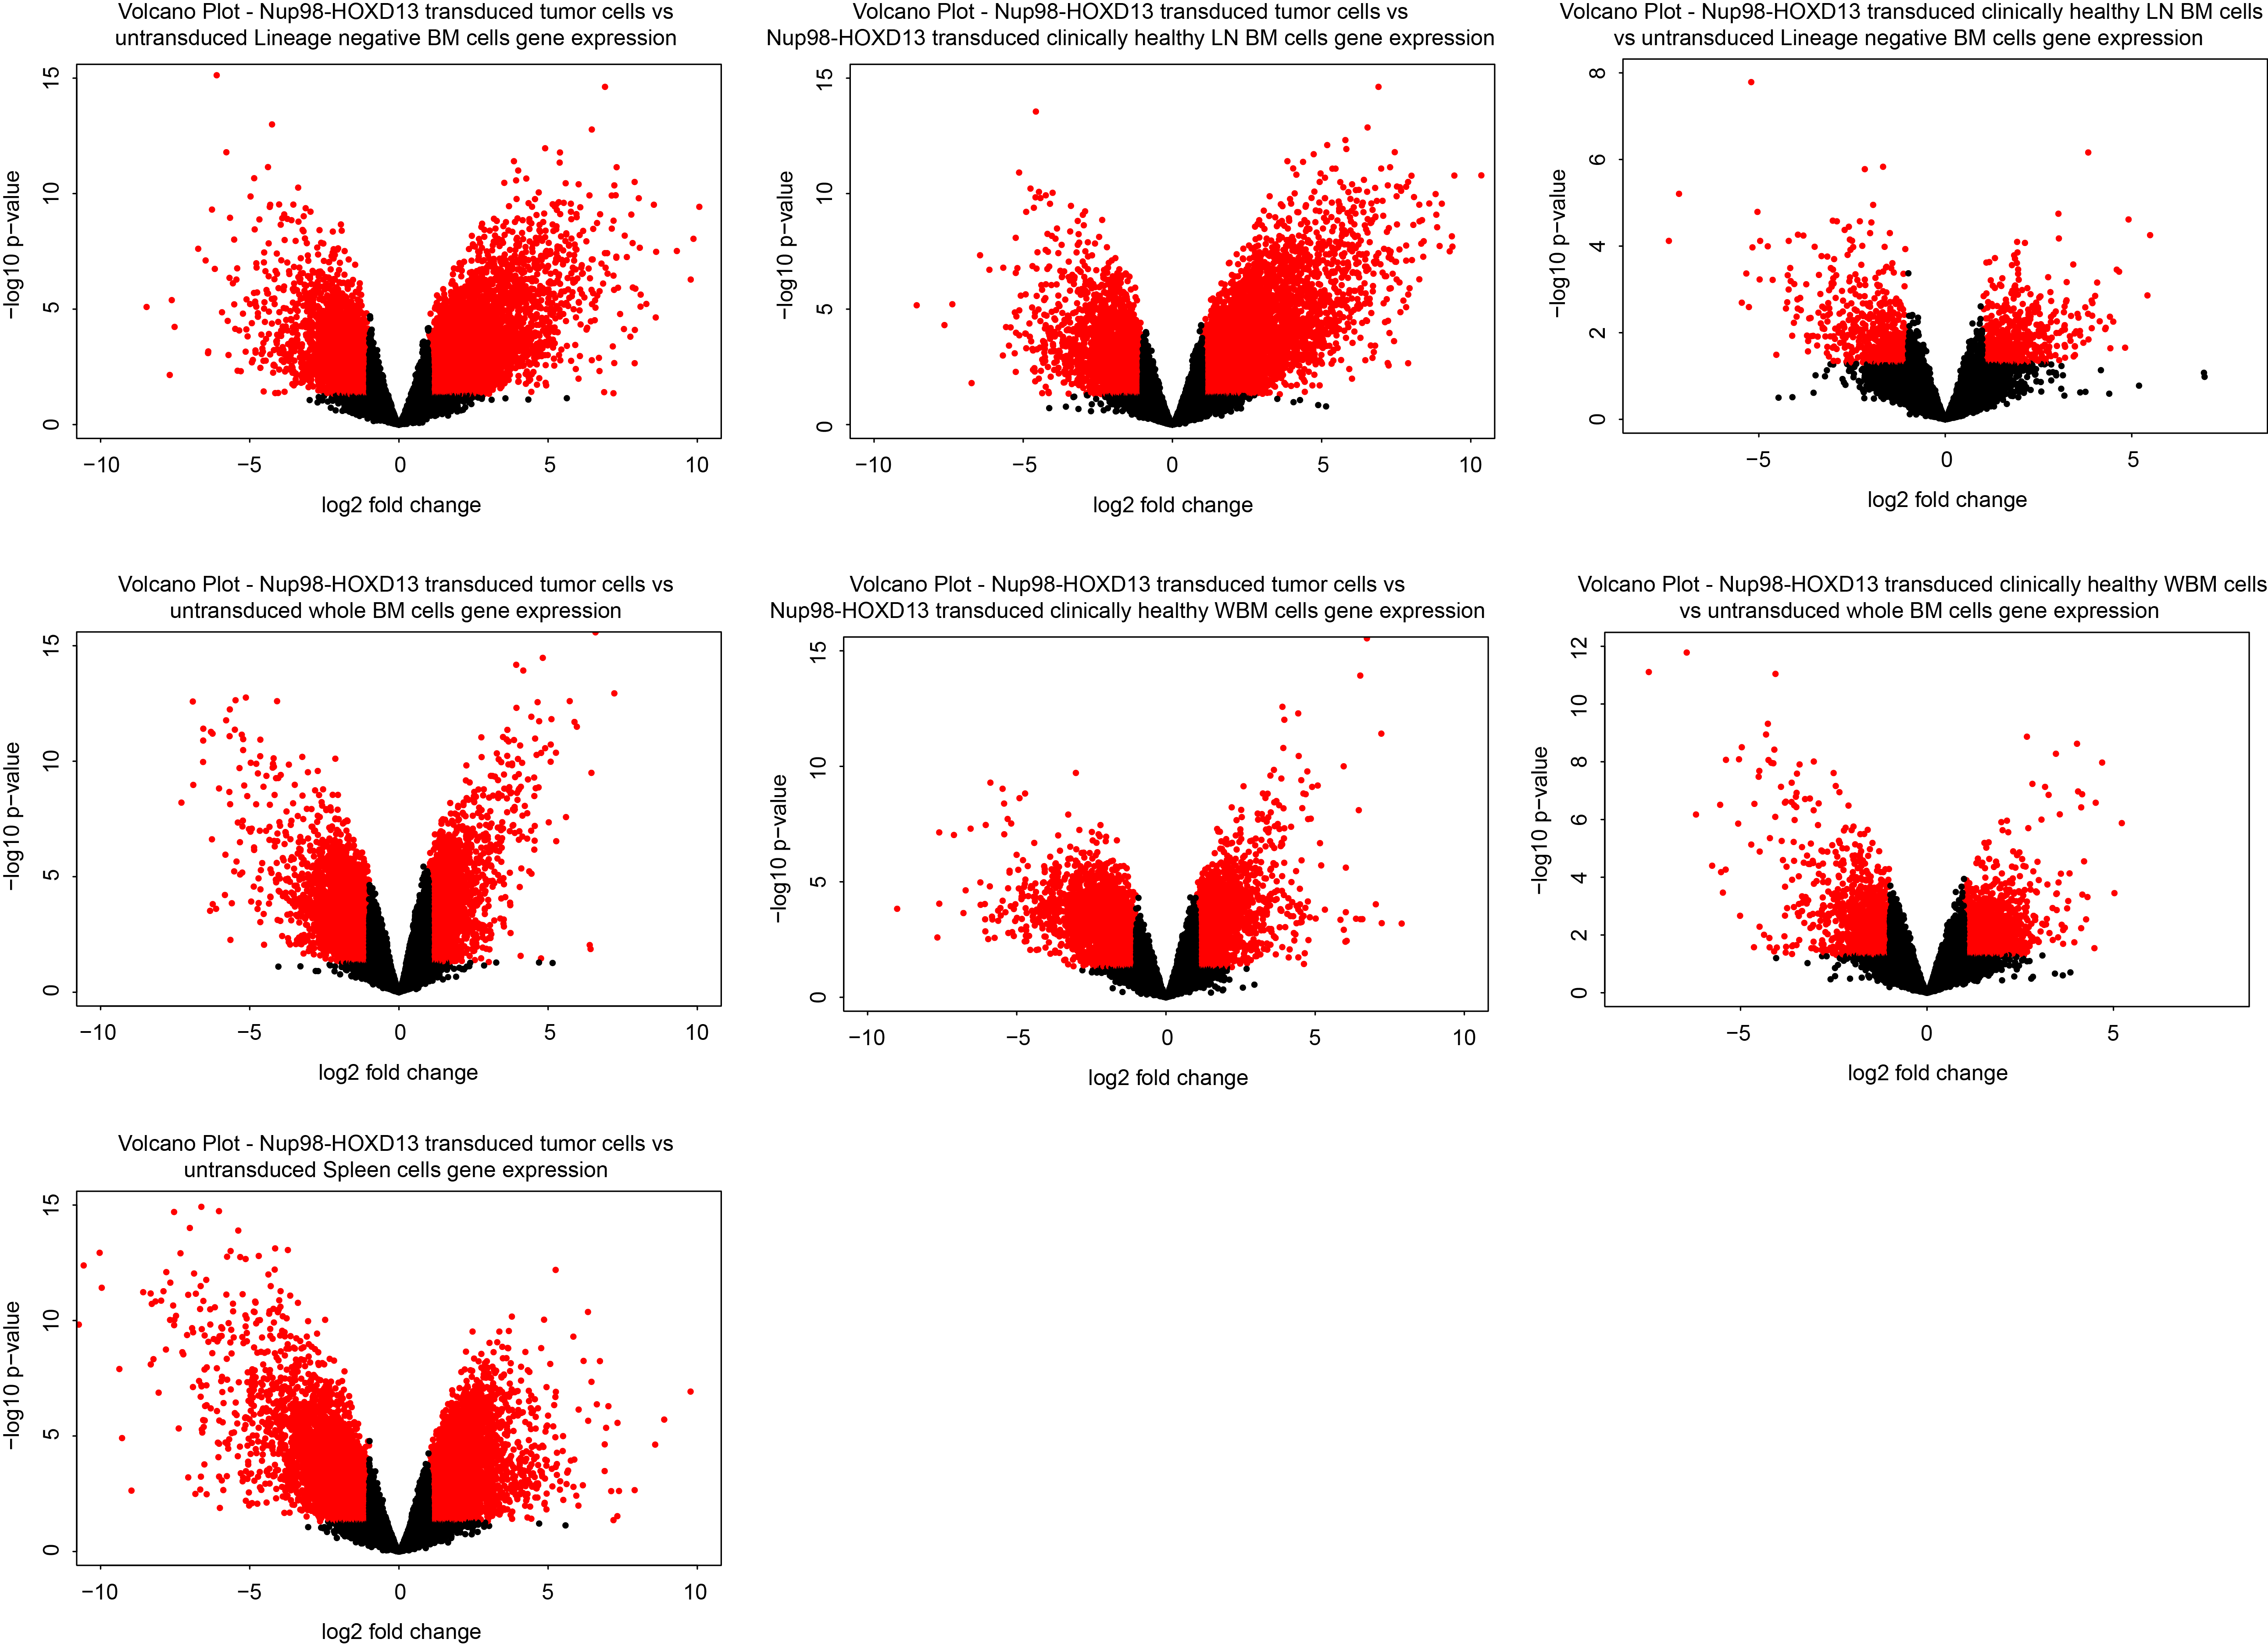 Volcano Plot - Nup98-HOXD13 transduced tumor cells vs
untransduced Lineage negative BM cells gene expression
15
10
5
0
−log10 p−value
−10
−5
0
5
10
log2 fold change
Volcano Plot - Nup98-HOXD13 transduced tumor cells vs
Nup98-HOXD13 transduced clinically healthy LN BM cells gene expression
15
10
5
0
−log10 p−value
−10
−5
0
5
10
log2 fold change
Volcano Plot - Nup98-HOXD13 transduced clinically healthy LN BM cells
vs untransduced Lineage negative BM cells gene expression
8
6
4
2
0
−log10 p−value
−5
0
5
log2 fold change
Volcano Plot - Nup98-HOXD13 transduced tumor cells vs
untransduced whole BM cells gene expression
15
10
5
0
−log10 p−value
−10
−5
0
5
10
log2 fold change
Volcano Plot - Nup98-HOXD13 transduced tumor cells vs
Nup98-HOXD13 transduced clinically healthy WBM cells gene expression
15
10
5
0
−log10 p−value
−10
−5
0
5
10
log2 fold change
Volcano Plot - Nup98-HOXD13 transduced clinically healthy WBM cells
vs untransduced whole BM cells gene expression
12
10
8
6
4
2
0
−log10 p−value
−5
0
5
log2 fold change
Volcano Plot - Nup98-HOXD13 transduced tumor cells vs
untransduced Spleen cells gene expression
15
10
5
0
−log10 p−value
−10
−5
0
5
10
log2 fold change